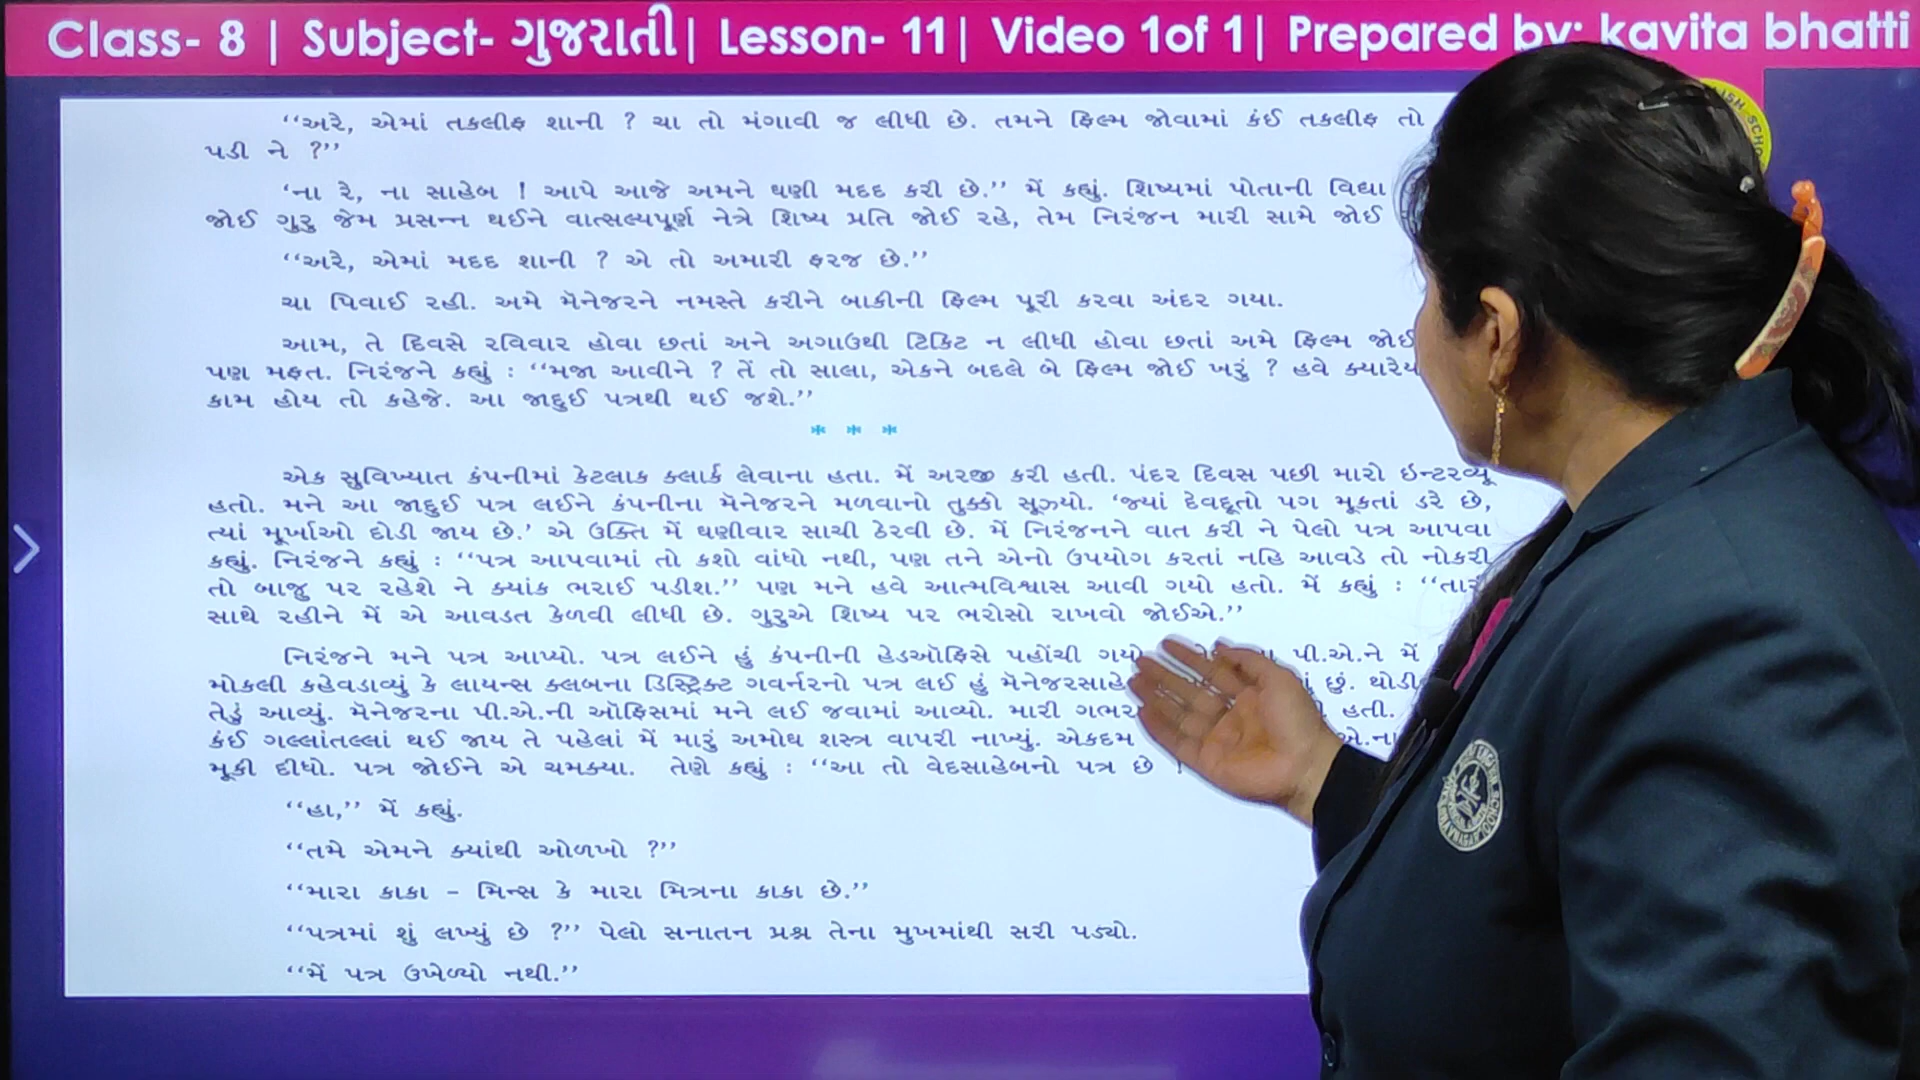 Class- 8 | Subject- ગુજરાતી| Lesson- 11| Video 1of 1| Prepared by: kavita bhatti
‘‘અરે, એમાં તકલીફ શાની ? ચા તો મંગાવી જ લીધી છે. તમને ફિલ્મ જોવામાં કંઈ તકલીફ તો
પડી ને ?’’
‘ના રે, ના સાહેબ ! આપે આજે અમને ઘણી મદદ કરી છે.’’ મેં કહ્યું. શિષ્યમાં પોતાની વિદ્યા
જોઈ ગુરુ જેમ પ્રસન્ન થઈને વાત્સલ્યપૂર્ણ નેત્રે શિષ્ય પ્રતિ જોઈ રહે, તેમ નિરંજન મારી સામે જોઈ
‘‘અરે, એમાં મદદ શાની ? એ તો અમારી ફરજ છે.’’
ચા પિવાઈ રહી. અમે મૅનેજરને નમસ્તે કરીને બાકીની ફિલ્મ પૂરી કરવા અંદર ગયા.
આમ, તે દિવસે રવિવાર હોવા છતાં અને અગાઉથી ટિકિટ ન લીધી હોવા છતાં અમે ફિલ્મ જોઈ
પણ મફત. નિરંજને કહ્યું : ‘‘મજા આવીને ? તેં તો સાલા, એકને બદલે બે ફિલ્મ જોઈ ખરું ? હવે ક્યારેય
કામ હોય તો કહેજે. આ જાદુઈ પત્રથી થઈ જશે.’’
* * *
એક સુવિખ્યાત કંપનીમાં કેટલાક ક્લાર્ક લેવાના હતા. મેં અરજી કરી હતી. પંદર દિવસ પછી મારો ઇન્ટરવ્યૂ
હતો. મને આ જાદુઈ પત્ર લઈને કંપનીના મૅનેજરને મળવાનો તુક્કો સૂઝ્યો. ‘જ્યાં દેવદૂતો પગ મૂકતાં ડરે છે,
ત્યાં મૂર્ખાઓ દોડી જાય છે.’ એ ઉક્તિ મેં ઘણીવાર સાચી ઠેરવી છે. મેં નિરંજનને વાત કરી ને પેલો પત્ર આપવા
કહ્યું. નિરંજને કહ્યું : ‘‘પત્ર આપવામાં તો કશો વાંધો નથી, પણ તને એનો ઉપયોગ કરતાં નહિ આવડે તો નોકરી
તો બાજુ પર રહેશે ને ક્યાંક ભરાઈ પડીશ.’’ પણ મને હવે આત્મવિશ્વાસ આવી ગયો હતો. મેં કહ્યું : ‘‘તારી
સાથે રહીને મેં એ આવડત કેળવી લીધી છે. ગુરુએ શિષ્ય પર ભરોસો રાખવો જોઈએ.’’
નિરંજને મને પત્ર આપ્યો. પત્ર લઈને હું કંપનીની હેડઑફિસે પહોંચી ગયો પી.એ.ને મેં
મોકલી કહેવડાવ્યું કે લાયન્સ ક્લબના ડિસ્ટ્રિક્ટ ગવર્નરનો પત્ર લઈ હું મૅનેજરસાહે છું. થોડી
તેડું આવ્યું. મૅનેજરના પી.એ.ની ઑફિસમાં મને લઈ જવામાં આવ્યો. મારી ગભર હતી.
કંઈ ગલ્લાંતલ્લાં થઈ જાય તે પહેલાં મેં મારું અમોઘ શસ્ત્ર વાપરી નાખ્યું. એકદમ એ.ના
મૂકી દીધો. પત્ર જોઈને એ ચમક્યા. તેણે કહ્યું : ‘‘આ તો વેદસાહેબનો પત્ર છે !
‘‘હા,’’ મેં કહ્યું.
‘‘તમે એમને ક્યાંથી ઓળખો ?’’
‘‘મારા કાકા – મિન્સ કે મારા મિત્રના કાકા છે.’’
‘‘પત્રમાં શું લખ્યું છે ?’’ પેલો સનાતન પ્રશ્ન તેના મુખમાંથી સરી પડ્યો.
‘‘મેં પત્ર ઉખેળ્યો નથી.’’